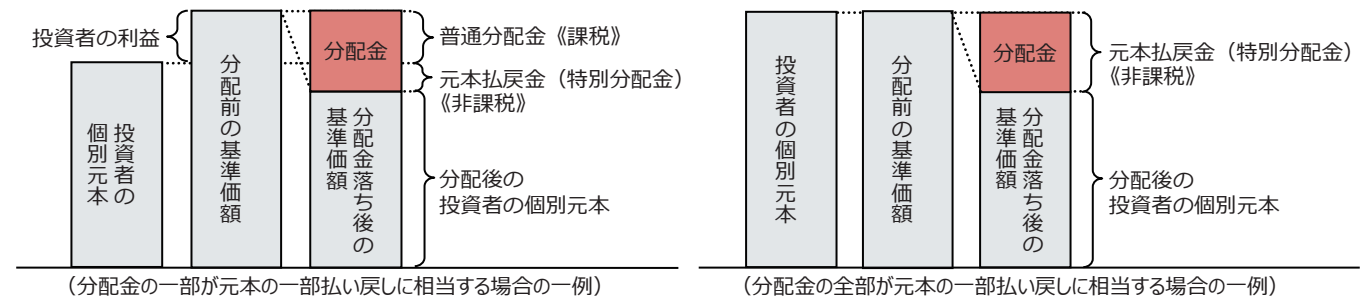 投資者の利益
投資者の
個別元本
分配前の基準価額
分配金
分配金落ち後の
基準価額
普通分配金《課税》
元本払戻金（特別分配金）
《非課税》
分配後の
投資者の個別元本
（分配金の一部が元本の一部払い戻しに相当する場合の一例）
投資者の個別元本
分配前の基準価額
分配金
分配金落ち後の
基準価額
元本払戻金（特別分配金）
《非課税》
分配後の
投資者の個別元本
（分配金の全部が元本の一部払い戻しに相当する場合の一例）